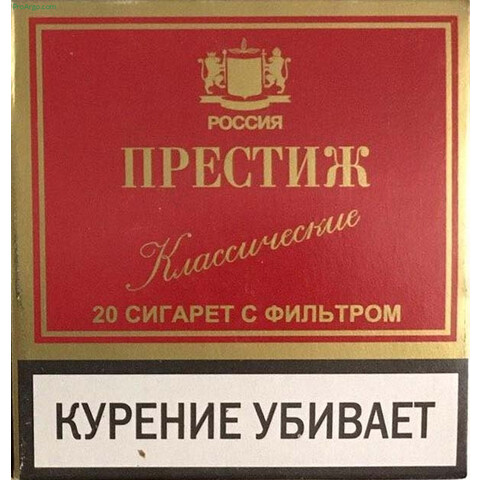 РОССИЯ
ПРЕСТИЖ
Классические
20 СИГАРЕТ С ФИЛЬТРОМ
КУРЕНИЕ УБИВАЕТ